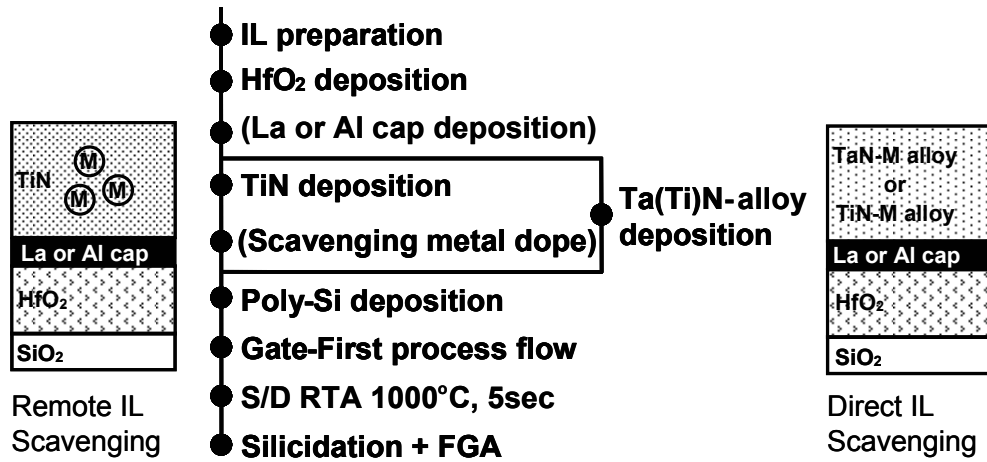 IL preparation
HfO₂ deposition
(La or Al cap deposition)
TiN deposition
(Scavenging metal dope)
Ta(Ti)N-alloy
deposition
Poly-Si deposition
Gate-First process flow
S/D RTA 1000°C, 5sec
Silicidation + FGA
M
TiN
M
M
La or Al cap
HfO₂
SiO₂
Remote IL
Scavenging
TaN-M alloy
or
TiN-M alloy
La or Al cap
HfO₂
SiO₂
Direct IL
Scavenging